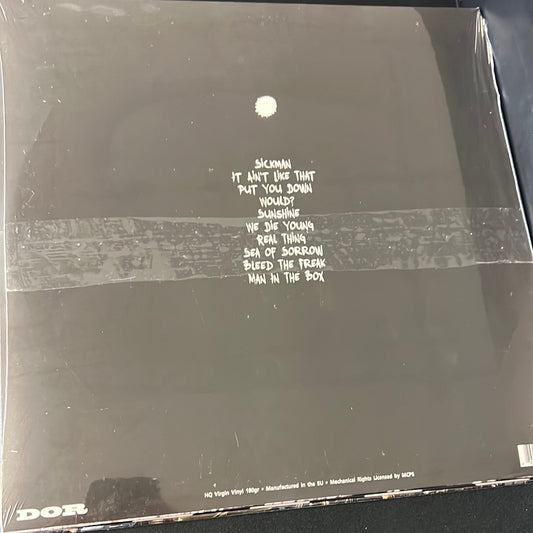 SICKMAN
IT AIN'T LIKE THAT
PUT YOU DOWN
WOULD?
SUNSHINE
WE DIE YOUNG
REAL THING
SEA OF SORROW
BLEED THE FREAK
MAN IN THE BOX
HQ Virgin Vinyl 180gr • Manufactured in the EU • Mechanical Rights Licensed by MCPS
DOR